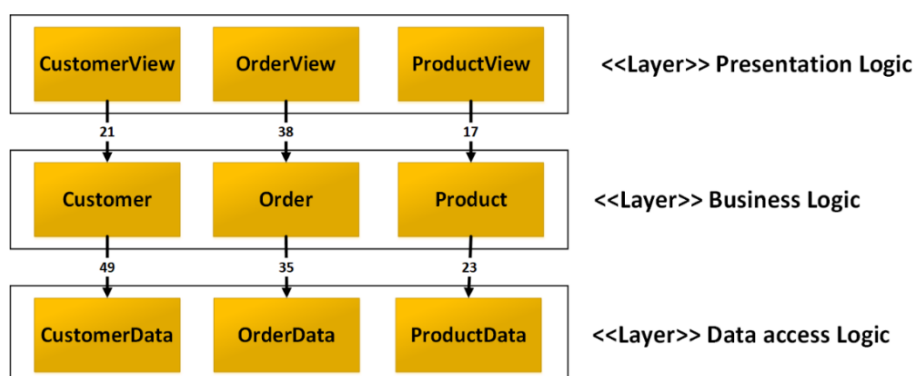 CustomerView OrderView ProductView <<Layer>> Presentation Logic
21 38 17
Customer Order Product <<Layer>> Business Logic
49 35 23
CustomerData OrderData ProductData <<Layer>> Data access Logic